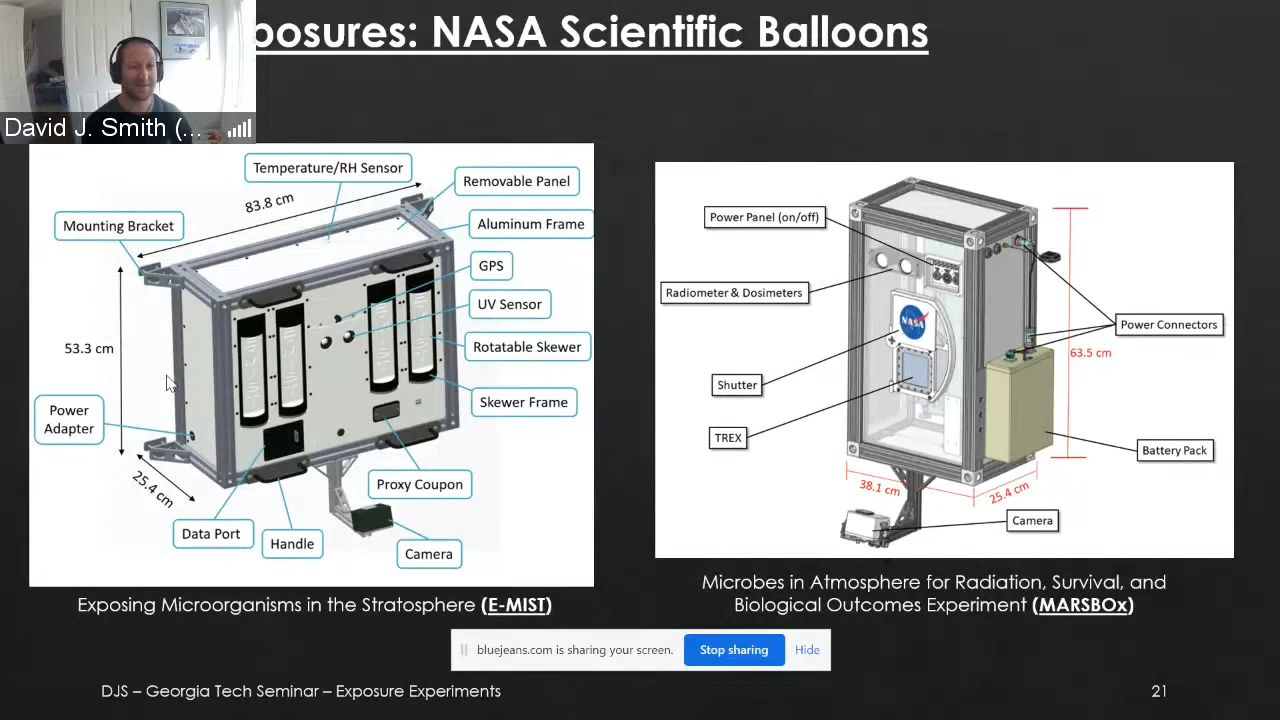 posures: NASA Scientific Balloons
David J. Smith (...
Temperature/RH Sensor
Removable Panel
83.8 cm
Mounting Bracket
Aluminum Frame
GPS
UV Sensor
53.3 cm
Rotatable Skewer
Skewer Frame
Power
Adapter
25.4 cm
Proxy Coupon
Data Port
Handle
Camera
Exposing Microorganisms in the Stratosphere (E-MIST)
Power Panel (on/off)
Radiometer & Dosimeters
NASA
Power Connectors
63.5 cm
Shutter
TREX
Battery Pack
38.1 cm
25.4 cm
Camera
Microbes in Atmosphere for Radiation, Survival, and
Biological Outcomes Experiment (MARSBOx)
bluejeans.com is sharing your screen.
Stop sharing
Hide
DJS – Georgia Tech Seminar – Exposure Experiments
21